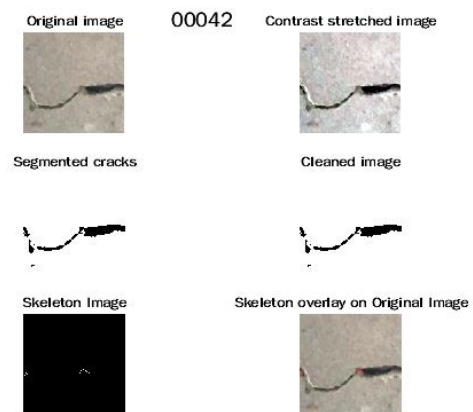 00042
Original image
Contrast stretched image
Segmented cracks
Cleaned image
Skeleton Image
Skeleton overlay on Original Image